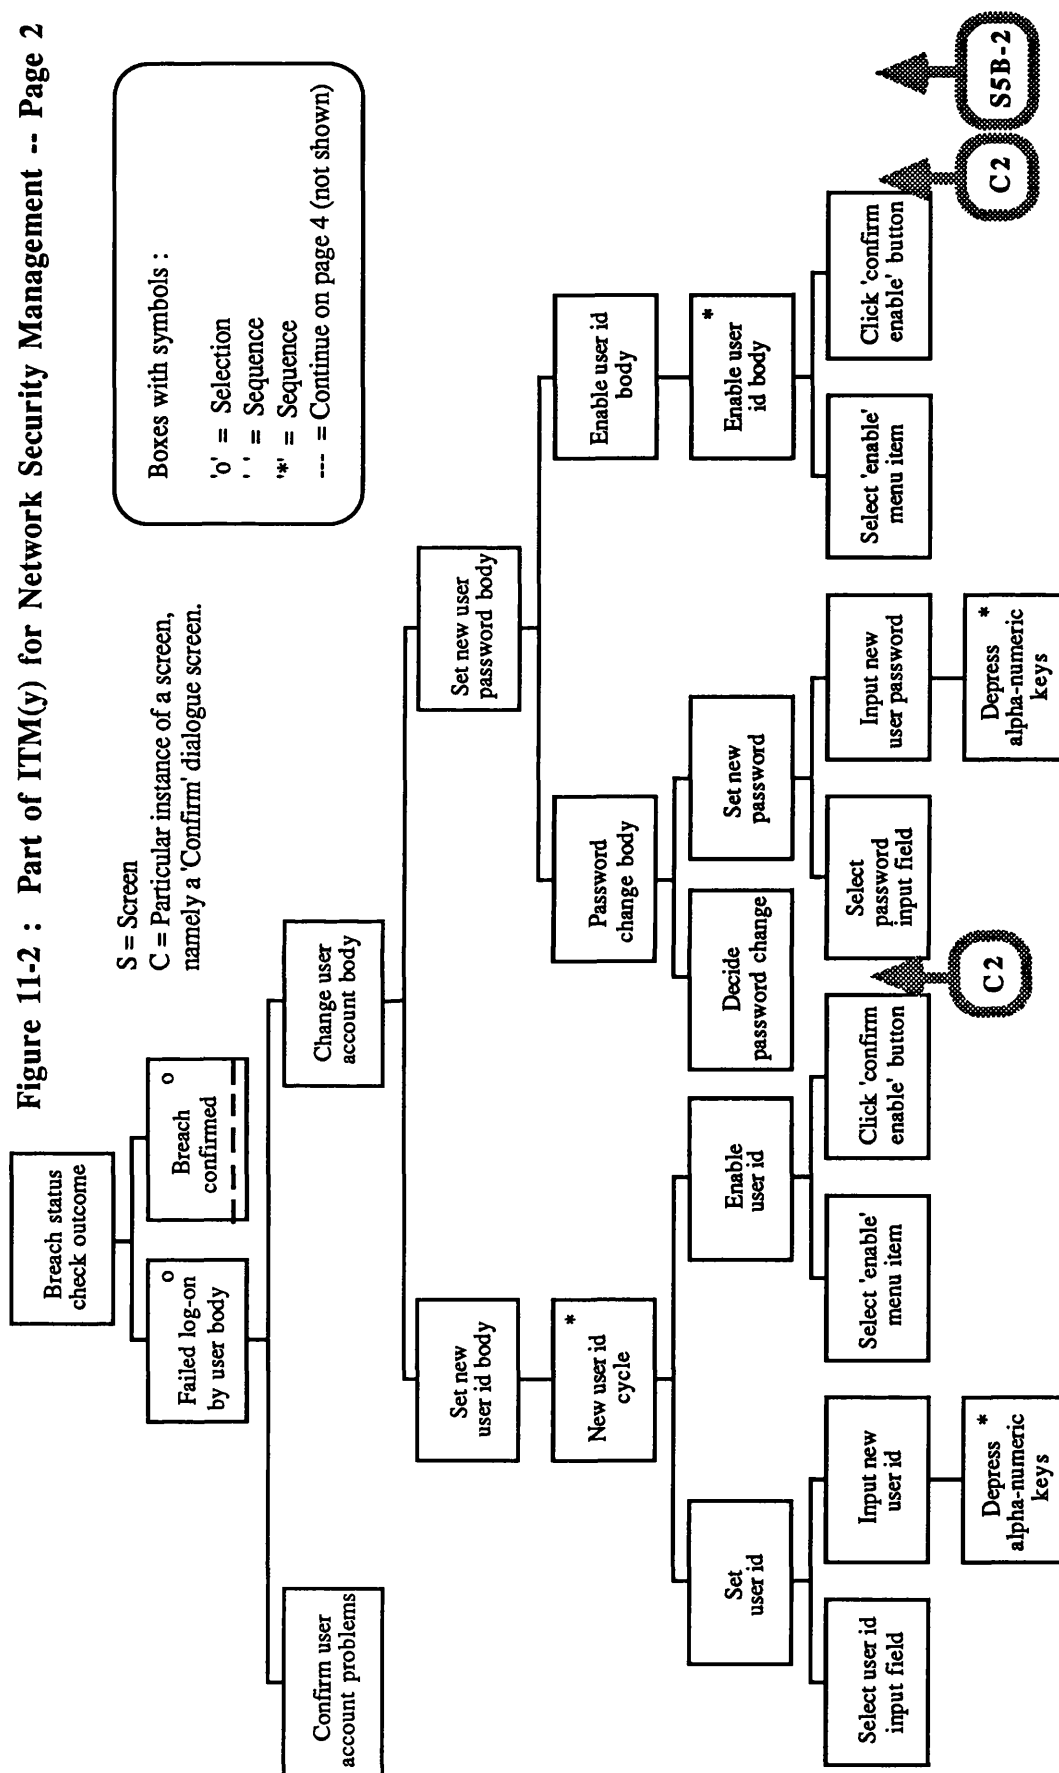 Figure 11-2 : Part of ITM(y) for Network Security Management -- Page 2
S = Screen
C = Particular instance of a screen,
namely a 'Confirm' dialogue screen.
Boxes with symbols :
'o' = Selection
' ' = Sequence
'*' = Sequence
--- = Continue on page 4 (not shown)
Breach status
check outcome
Failed log-on
by user body
o
Breach
confirmed
o
Confirm user
account problems
Change user
account body
Set new
user id body
Set new user
password body
New user id
cycle
*
Password
change body
Enable user id
body
Set
user id
Enable
user id
Decide
password change
Set new
password
Enable user
id body
*
Select user id
input field
Input new
user id
Select 'enable'
menu item
Click 'confirm
enable' button
Select
password
input field
Input new
user password
Select 'enable'
menu item
Click 'confirm
enable' button
Depress
alpha-numeric
keys
*
C2
Depress
alpha-numeric
keys
*
C2
S5B-2